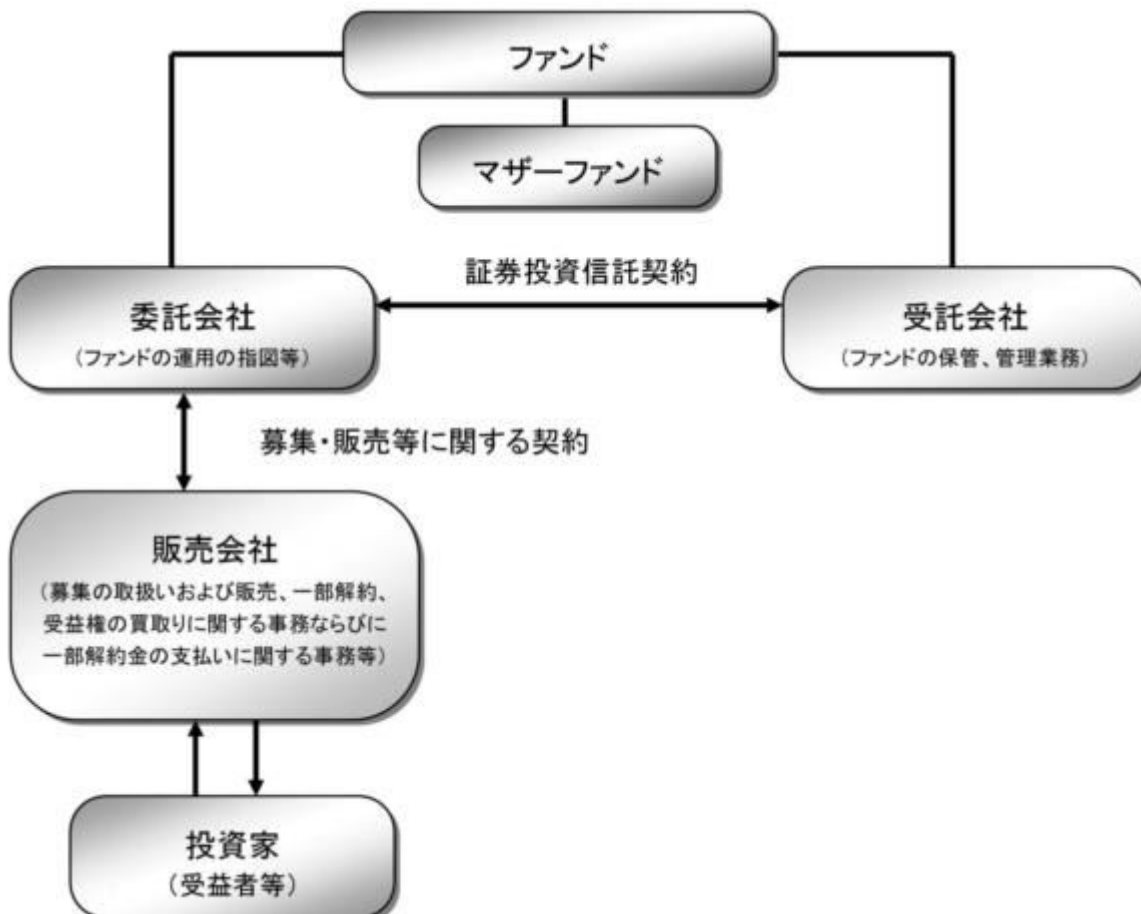 ファンド
マザーファンド
証券投資信託契約
委託会社
(ファンドの運用の指図等)
受託会社
(ファンドの保管、管理業務)
募集・販売等に関する契約
販売会社
(募集の取扱いおよび販売、一部解約、
受益権の買取りに関する事務ならびに
一部解約金の支払いに関する事務等)
投資家
(受益者等)